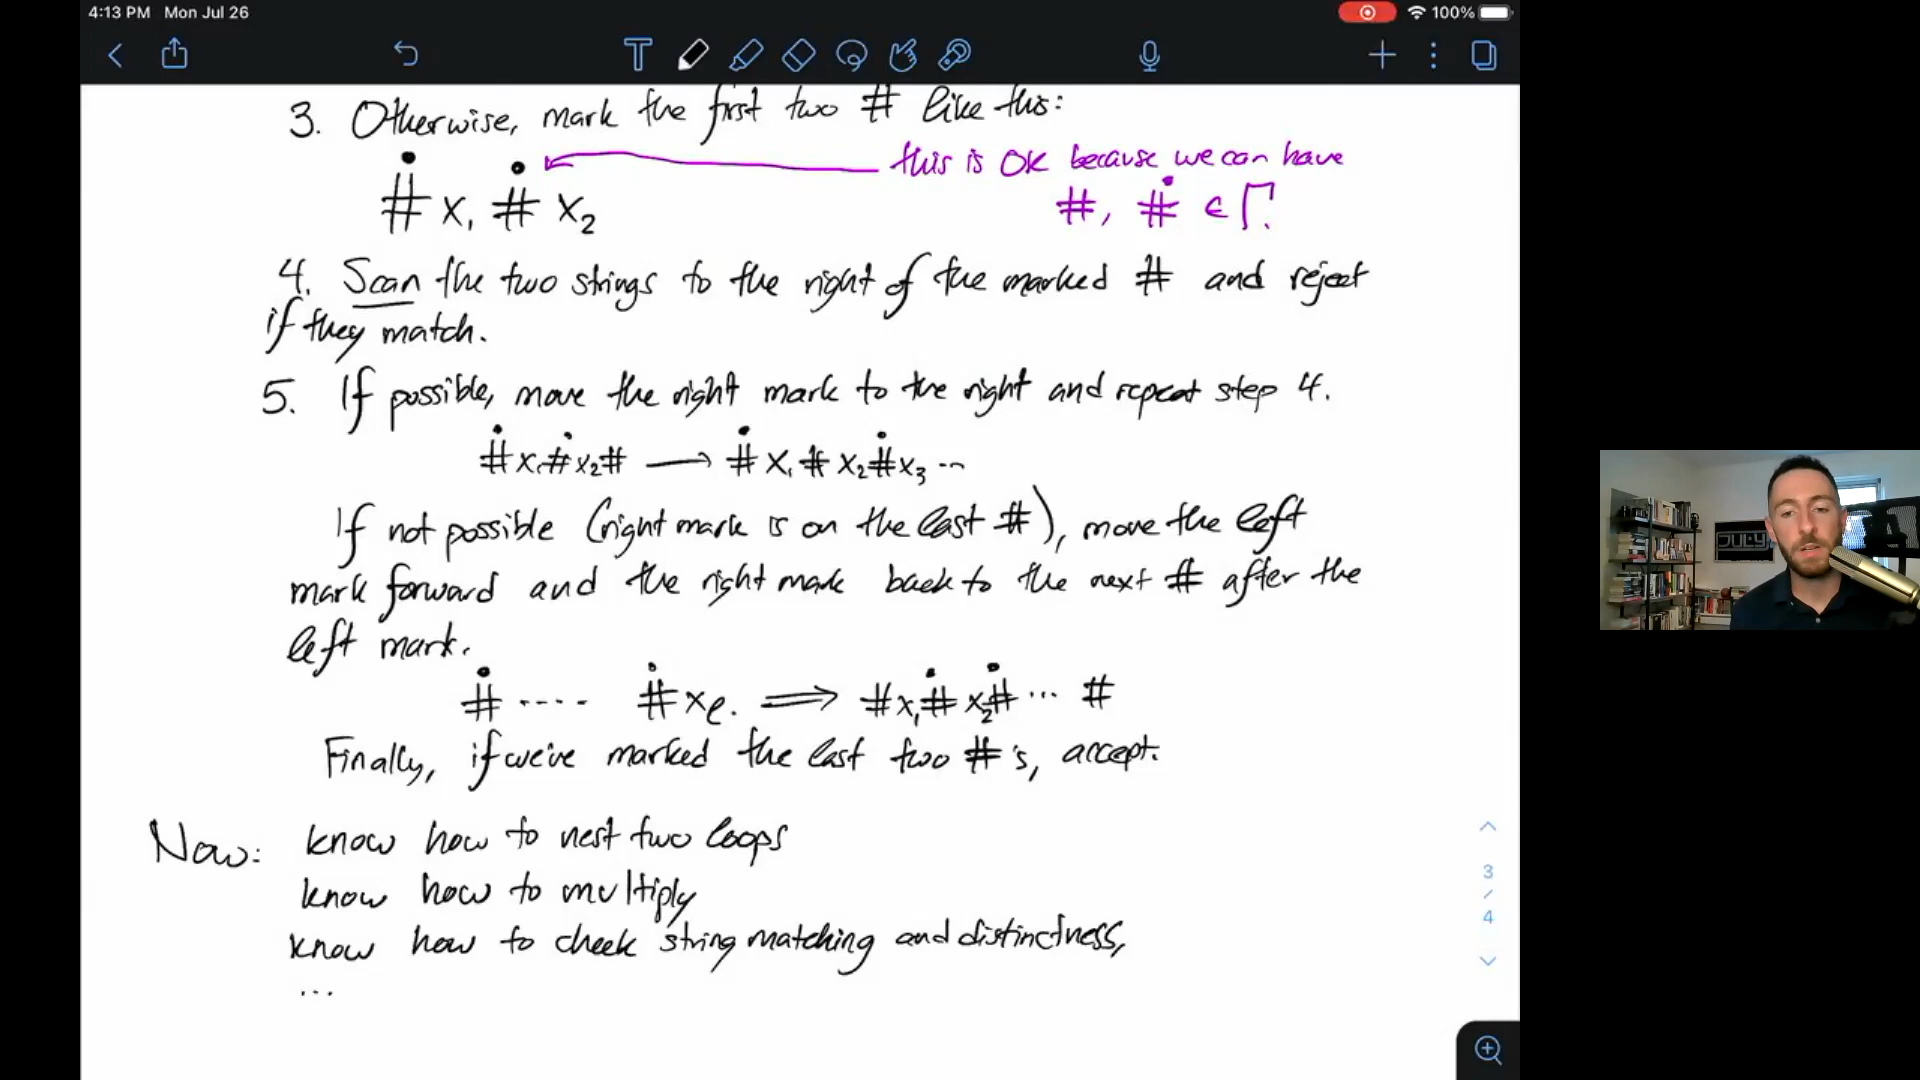 4:13 PM Mon Jul 26
100%
3. Otherwise, mark the first two # like this:
this is OK because we can have
#̇ x₁ #̇ x₂
#, #̇ ∈ Γ.
4. Scan the two strings to the right of the marked # and reject
if they match.
5. If possible, move the right mark to the right and repeat step 4.
#̇ x₁ #̇ x₂ # ⟶ #̇ x₁ # x₂ #̇ x₃ ...
If not possible (right mark is on the last #), move the left
mark forward and the right mark back to the next # after the
left mark.
#̇ ..... #̇ xℓ. ⟹ # x₁ #̇ x₂ #̇ ... #
Finally, if we've marked the last two #'s, accept.
Now: know how to nest two loops
know how to multiply
know how to check string matching and distinctness,
...
3
/
4
JULY